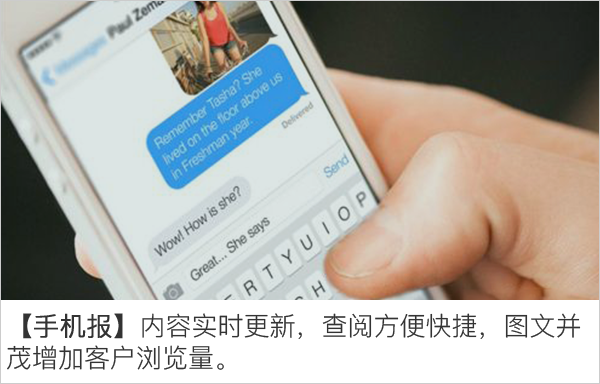 Messages
Paul Zema
Remember Tasha? She
lived on the floor above us
in Freshman year.
Delivered
Wow! How is she?
Great... She says
Send
E R T Y U I O P
H
【手机报】内容实时更新，查阅方便快捷，图文并
茂增加客户浏览量。